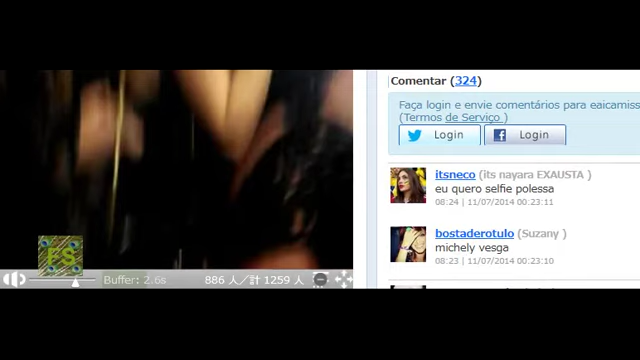 Comentar (324)
Faça login e envie comentários para eaicamiss
(Termos de Serviço )
Login
Login
itsneco (its nayara EXAUSTA )
eu quero selfie polessa
08:24 | 11/07/2014 00:23:11
bostaderotulo (Suzany )
michely vesga
08:23 | 11/07/2014 00:23:10
FS
Buffer: 2.6s
886 人／計 1259 人